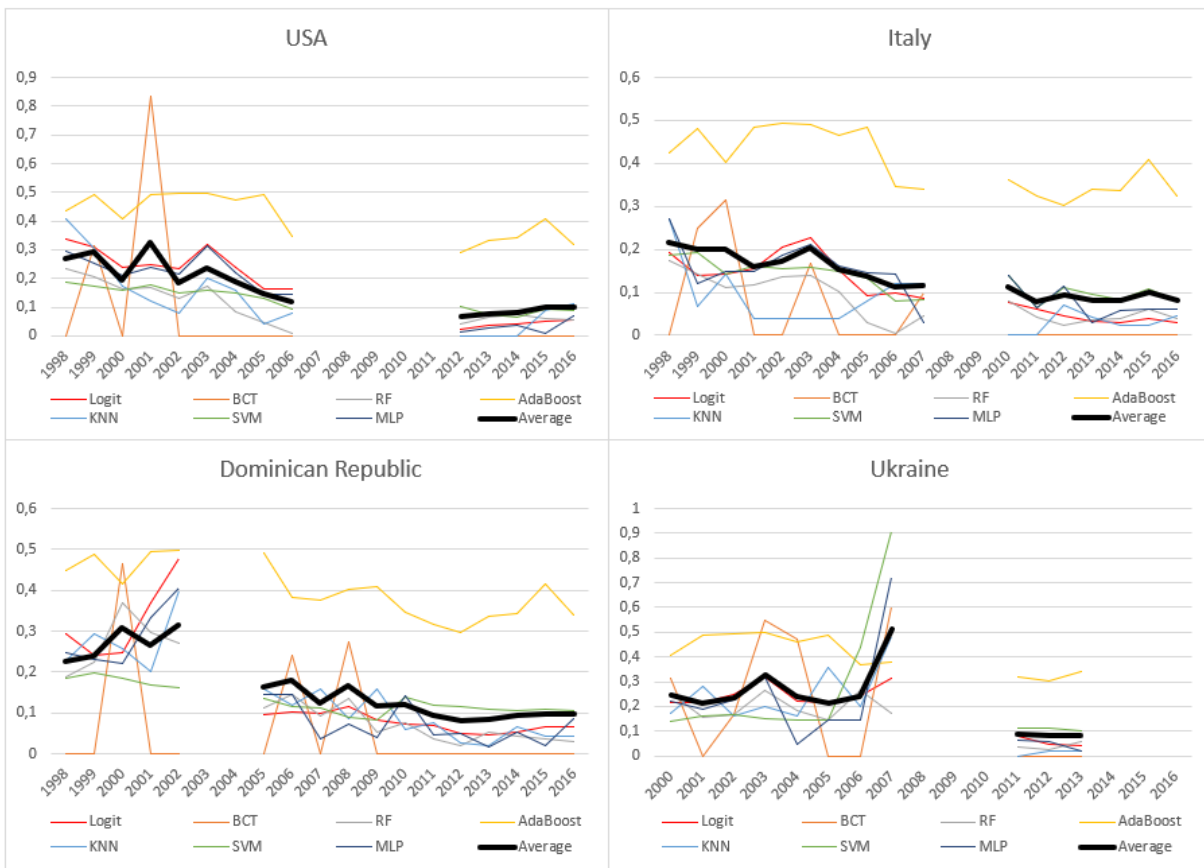 USA
0,9
0,8
0,7
0,6
0,5
0,4
0,3
0,2
0,1
0
1998 1999 2000 2001 2002 2003 2004 2005 2006 2007 2008 2009 2010 2011 2012 2013 2014 2015 2016
Logit BCT RF AdaBoost
KNN SVM MLP Average
Italy
0,6
0,5
0,4
0,3
0,2
0,1
0
1998 1999 2000 2001 2002 2003 2004 2005 2006 2007 2008 2009 2010 2011 2012 2013 2014 2015 2016
Logit BCT RF AdaBoost
KNN SVM MLP Average
Dominican Republic
0,6
0,5
0,4
0,3
0,2
0,1
0
1998 1999 2000 2001 2002 2003 2004 2005 2006 2007 2008 2009 2010 2011 2012 2013 2014 2015 2016
Logit BCT RF AdaBoost
KNN SVM MLP Average
Ukraine
1
0,9
0,8
0,7
0,6
0,5
0,4
0,3
0,2
0,1
0
2000 2001 2002 2003 2004 2005 2006 2007 2008 2009 2010 2011 2012 2013 2014 2015 2016
Logit BCT RF AdaBoost
KNN SVM MLP Average